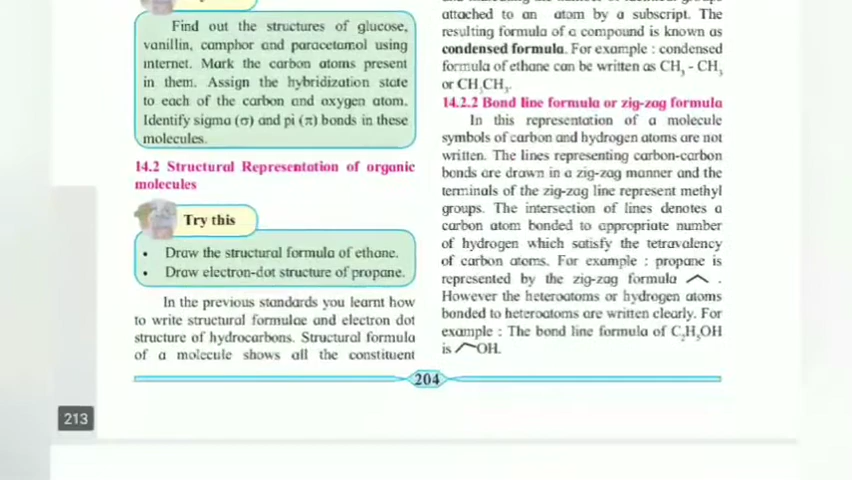 Find out the structures of glucose,
vanillin, camphor and paracetamol using
internet. Mark the carbon atoms present
in them. Assign the hybridization state
to each of the carbon and oxygen atom.
Identify sigma (σ) and pi (π) bonds in these
molecules.
14.2 Structural Representation of organic
molecules
Try this
• Draw the structural formula of ethane.
• Draw electron-dot structure of propane.
In the previous standards you learnt how
to write structural formulae and electron dot
structure of hydrocarbons. Structural formula
of a molecule shows all the constituent
attached to an atom by a subscript. The
resulting formula of a compound is known as
condensed formula. For example : condensed
formula of ethane can be written as CH₃ - CH₃
or CH₃CH₃.
14.2.2 Bond line formula or zig-zag formula
In this representation of a molecule
symbols of carbon and hydrogen atoms are not
written. The lines representing carbon-carbon
bonds are drawn in a zig-zag manner and the
terminals of the zig-zag line represent methyl
groups. The intersection of lines denotes a
carbon atom bonded to appropriate number
of hydrogen which satisfy the tetravalency
of carbon atoms. For example : propane is
represented by the zig-zag formula .
However the heteroatoms or hydrogen atoms
bonded to heteroatoms are written clearly. For
example : The bond line formula of C₂H₅OH
is OH.
204
213